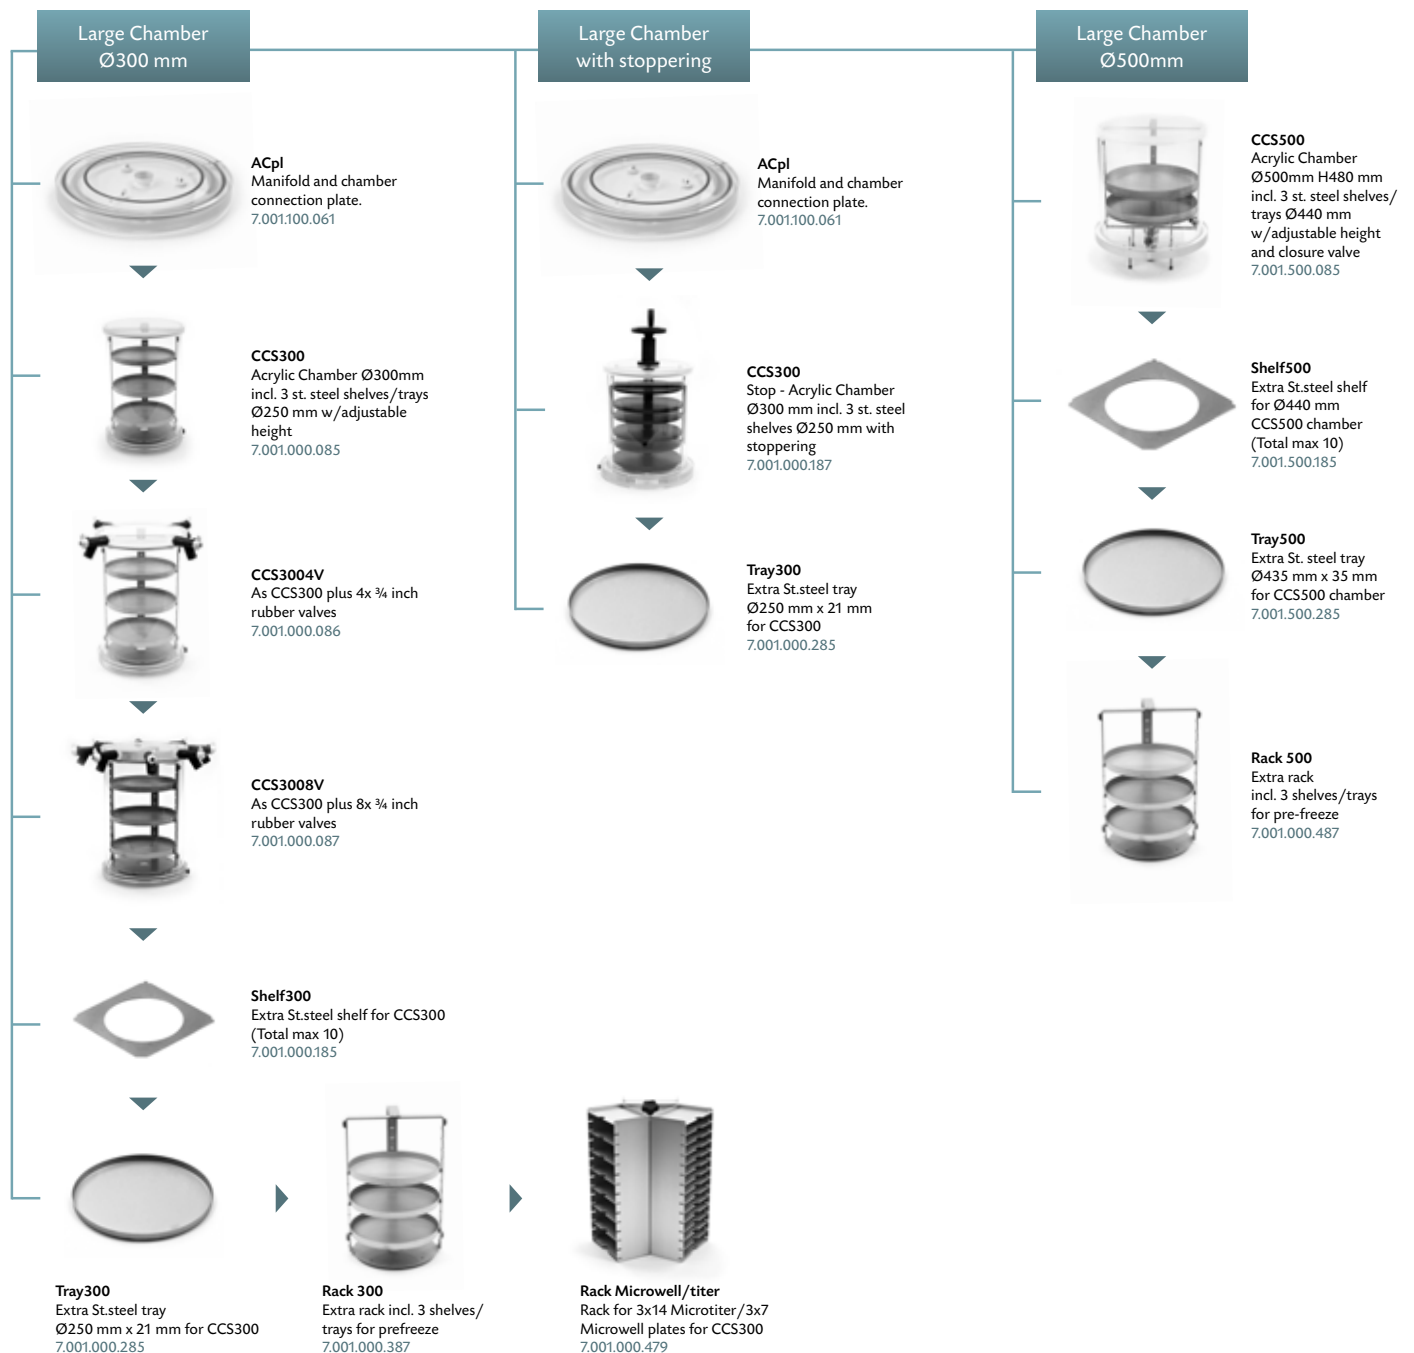 Large Chamber
Ø300 mm
ACpl
Manifold and chamber
connection plate.
7.001.100.061
CCS300
Acrylic Chamber Ø300mm
incl. 3 st. steel shelves/trays
Ø250 mm w/adjustable
height
7.001.000.085
CCS3004V
As CCS300 plus 4x ¾ inch
rubber valves
7.001.000.086
CCS3008V
As CCS300 plus 8x ¾ inch
rubber valves
7.001.000.087
Shelf300
Extra St.steel shelf for CCS300
(Total max 10)
7.001.000.185
Tray300
Extra St.steel tray
Ø250 mm x 21 mm for CCS300
7.001.000.285
Rack 300
Extra rack incl. 3 shelves/
trays for prefreeze
7.001.000.387
Rack Microwell/titer
Rack for 3x14 Microtiter/3x7
Microwell plates for CCS300
7.001.000.479
Large Chamber
with stoppering
ACpl
Manifold and chamber
connection plate.
7.001.100.061
CCS300
Stop - Acrylic Chamber
Ø300 mm incl. 3 st. steel
shelves Ø250 mm with
stoppering
7.001.000.187
Tray300
Extra St.steel tray
Ø250 mm x 21 mm
for CCS300
7.001.000.285
Large Chamber
Ø500mm
CCS500
Acrylic Chamber
Ø500mm H480 mm
incl. 3 st. steel shelves/
trays Ø440 mm
w/adjustable height
and closure valve
7.001.500.085
Shelf500
Extra St.steel shelf
for Ø440 mm
CCS500 chamber
(Total max 10)
7.001.500.185
Tray500
Extra St. steel tray
Ø435 mm x 35 mm
for CCS500 chamber
7.001.500.285
Rack 500
Extra rack
incl. 3 shelves/trays
for pre-freeze
7.001.000.487